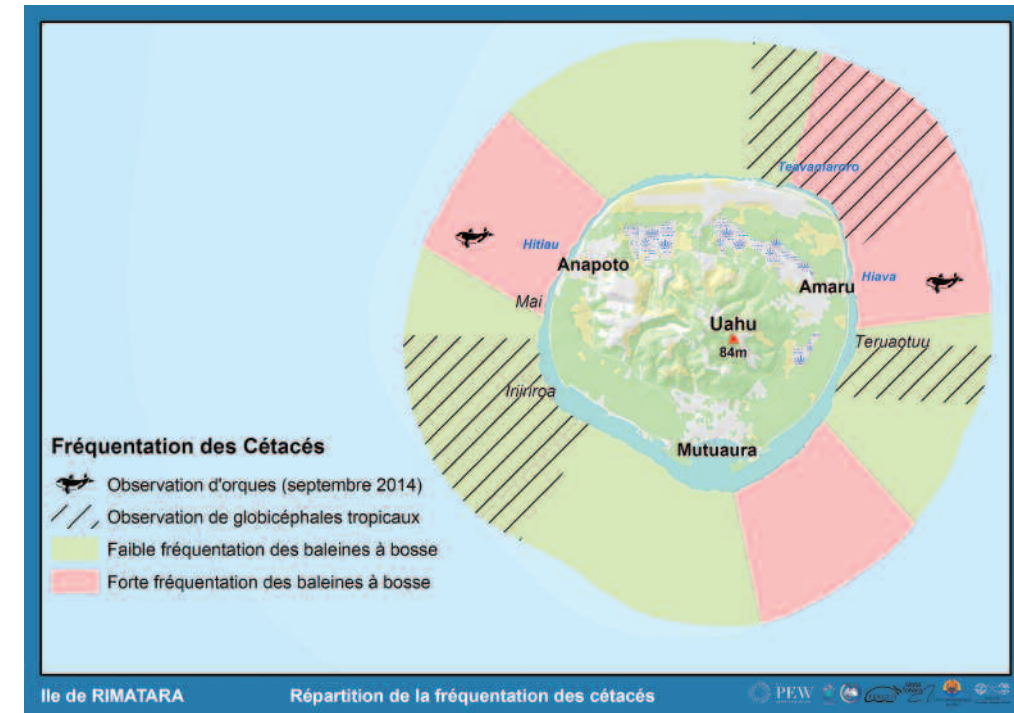 Teavaniaroro
Hitiau
Anapoto
Hiava
Amaru
Mai
Uahu
84m
Teruaotuu
Iriiriroa
Mutuaura
Fréquentation des Cétacés
Observation d'orques (septembre 2014)
Observation de globicéphales tropicaux
Faible fréquentation des baleines à bosse
Forte fréquentation des baleines à bosse
Ile de RIMATARA
Répartition de la fréquentation des cétacés
PEW